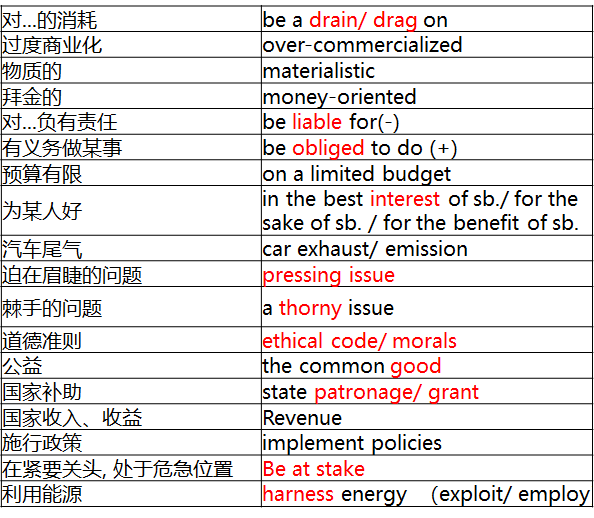 对…的消耗 be a drain/ drag on
过度商业化 over-commercialized
物质的 materialistic
拜金的 money-oriented
对…负有责任 be liable for(-)
有义务做某事 be obliged to do (+)
预算有限 on a limited budget
为某人好 in the best interest of sb./ for the
sake of sb. / for the benefit of sb.
汽车尾气 car exhaust/ emission
迫在眉睫的问题 pressing issue
棘手的问题 a thorny issue
道德准则 ethical code/ morals
公益 the common good
国家补助 state patronage/ grant
国家收入、收益 Revenue
施行政策 implement policies
在紧要关头, 处于危急位置 Be at stake
利用能源 harness energy （exploit/ employ